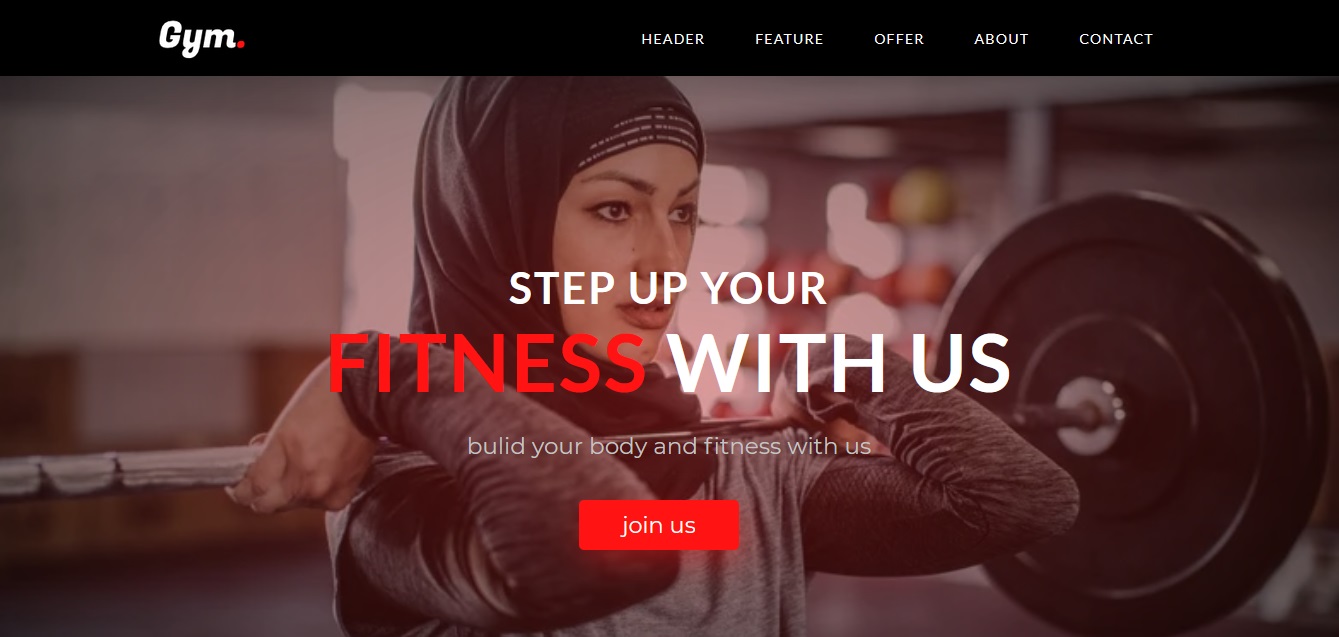 Gym.
HEADER FEATURE OFFER ABOUT CONTACT
STEP UP YOUR
FITNESS WITH US
bulid your body and fitness with us
join us